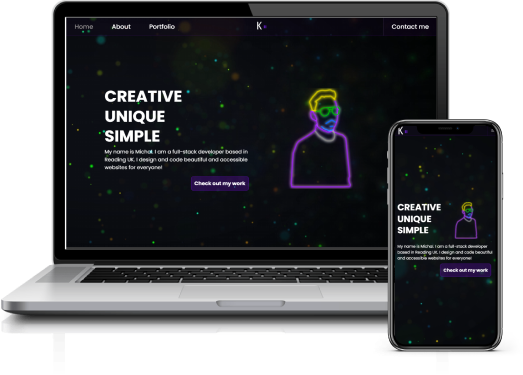 Home About Portfolio K Contact me
CREATIVE
UNIQUE
SIMPLE
My name is Michal. I am a full-stack developer based in
Reading UK. I design and code beautiful and accessible
websites for everyone!
Check out my work
K
CREATIVE
UNIQUE
SIMPLE
My name is Michal. I am a full-stack developer
based in Reading UK. I design and code beautiful
and accessible websites for everyone!
Check out my work